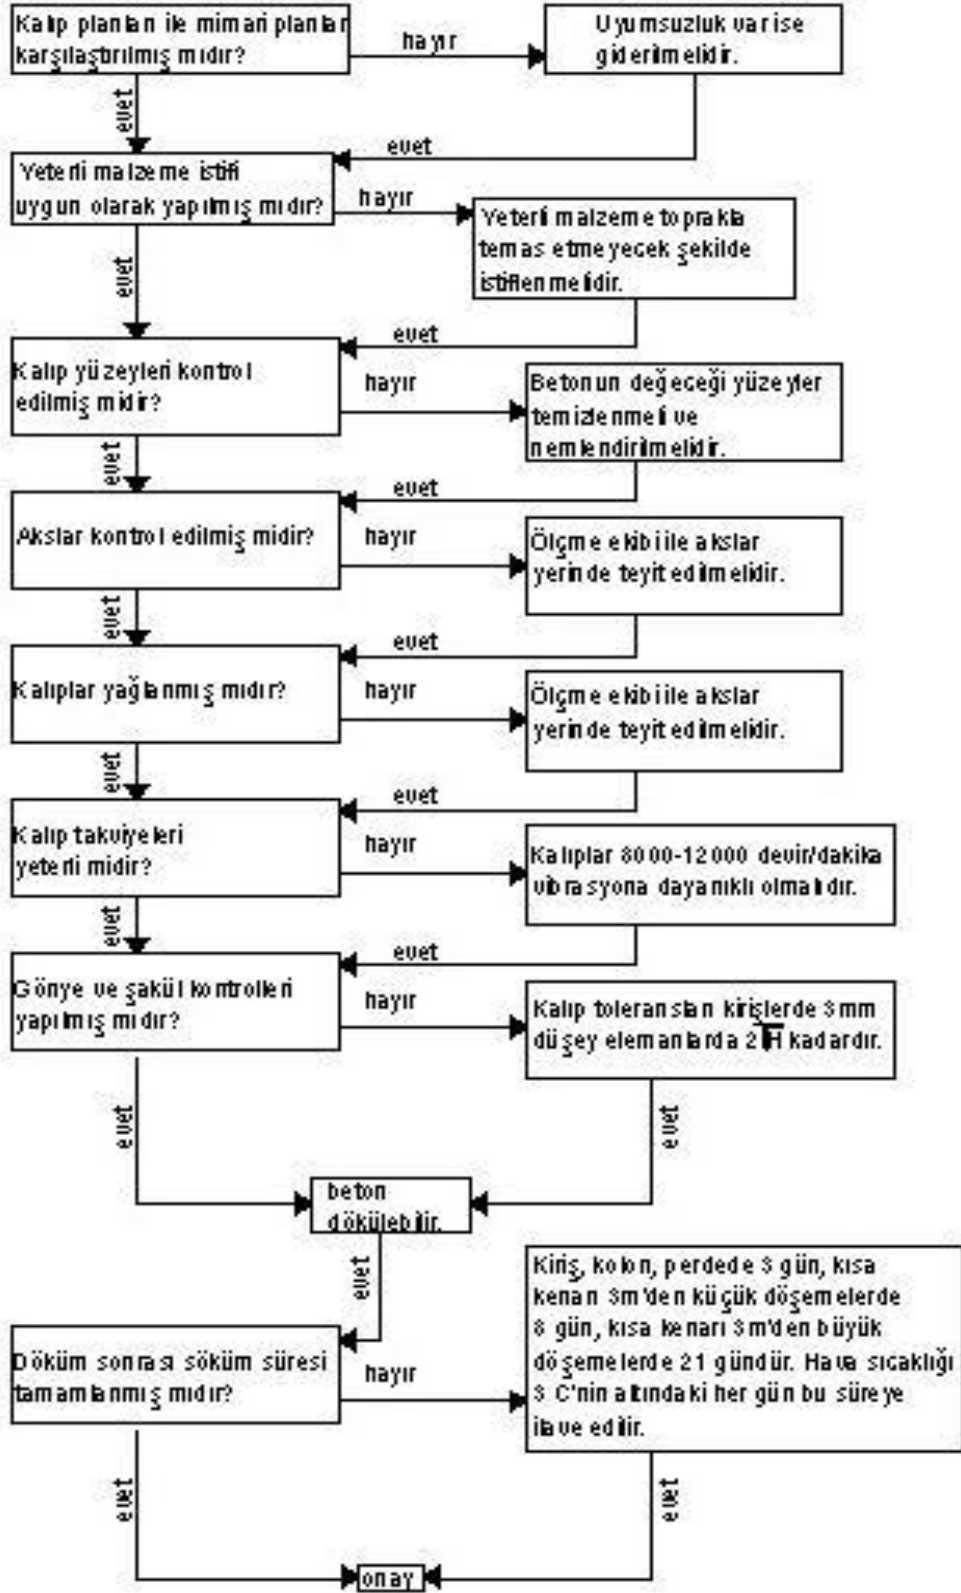 Kalıp planları ile mimari planlar
karşılaştırılmış mıdır?
hayır
Uyumsuzluk var ise
giderilmelidir.
evet
evet
Yeterli malzeme istifi
uygun olarak yapılmış mıdır?
hayır
Yeterli malzeme toprakla
temas etmeyecek şekilde
istiflenmelidir.
evet
evet
Kalıp yüzeyleri kontrol
edilmiş midir?
hayır
Betonun değeceği yüzeyler
temizlenmeli ve
nemlendirilmelidir.
evet
evet
Akslar kontrol edilmiş midir?
hayır
Ölçme ekibi ile akslar
yerinde teyit edilmelidir.
evet
evet
Kalıplar yağlanmış mıdır?
hayır
Ölçme ekibi ile akslar
yerinde teyit edilmelidir.
evet
evet
Kalıp takviyeleri
yeterli midir?
hayır
Kalıplar 8000-12000 devir/dakika
vibrasyona dayanıklı olmalıdır.
evet
evet
Gönye ve şakül kontrolleri
yapılmış mıdır?
hayır
Kalıp toleransları kirişlerde 3mm
düşey elemanlarda 2√H kadardır.
evet
evet
beton
dökülebilir.
evet
Döküm sonrası söküm süresi
tamamlanmış mıdır?
hayır
Kiriş, kolon, perdede 3 gün, kısa
kenarı 3m'den küçük döşemelerde
8 gün, kısa kenarı 3m'den büyük
döşemelerde 21 gündür. Hava sıcaklığı
3 C'nin altındaki her gün bu süreye
ilave edilir.
evet
evet
onay